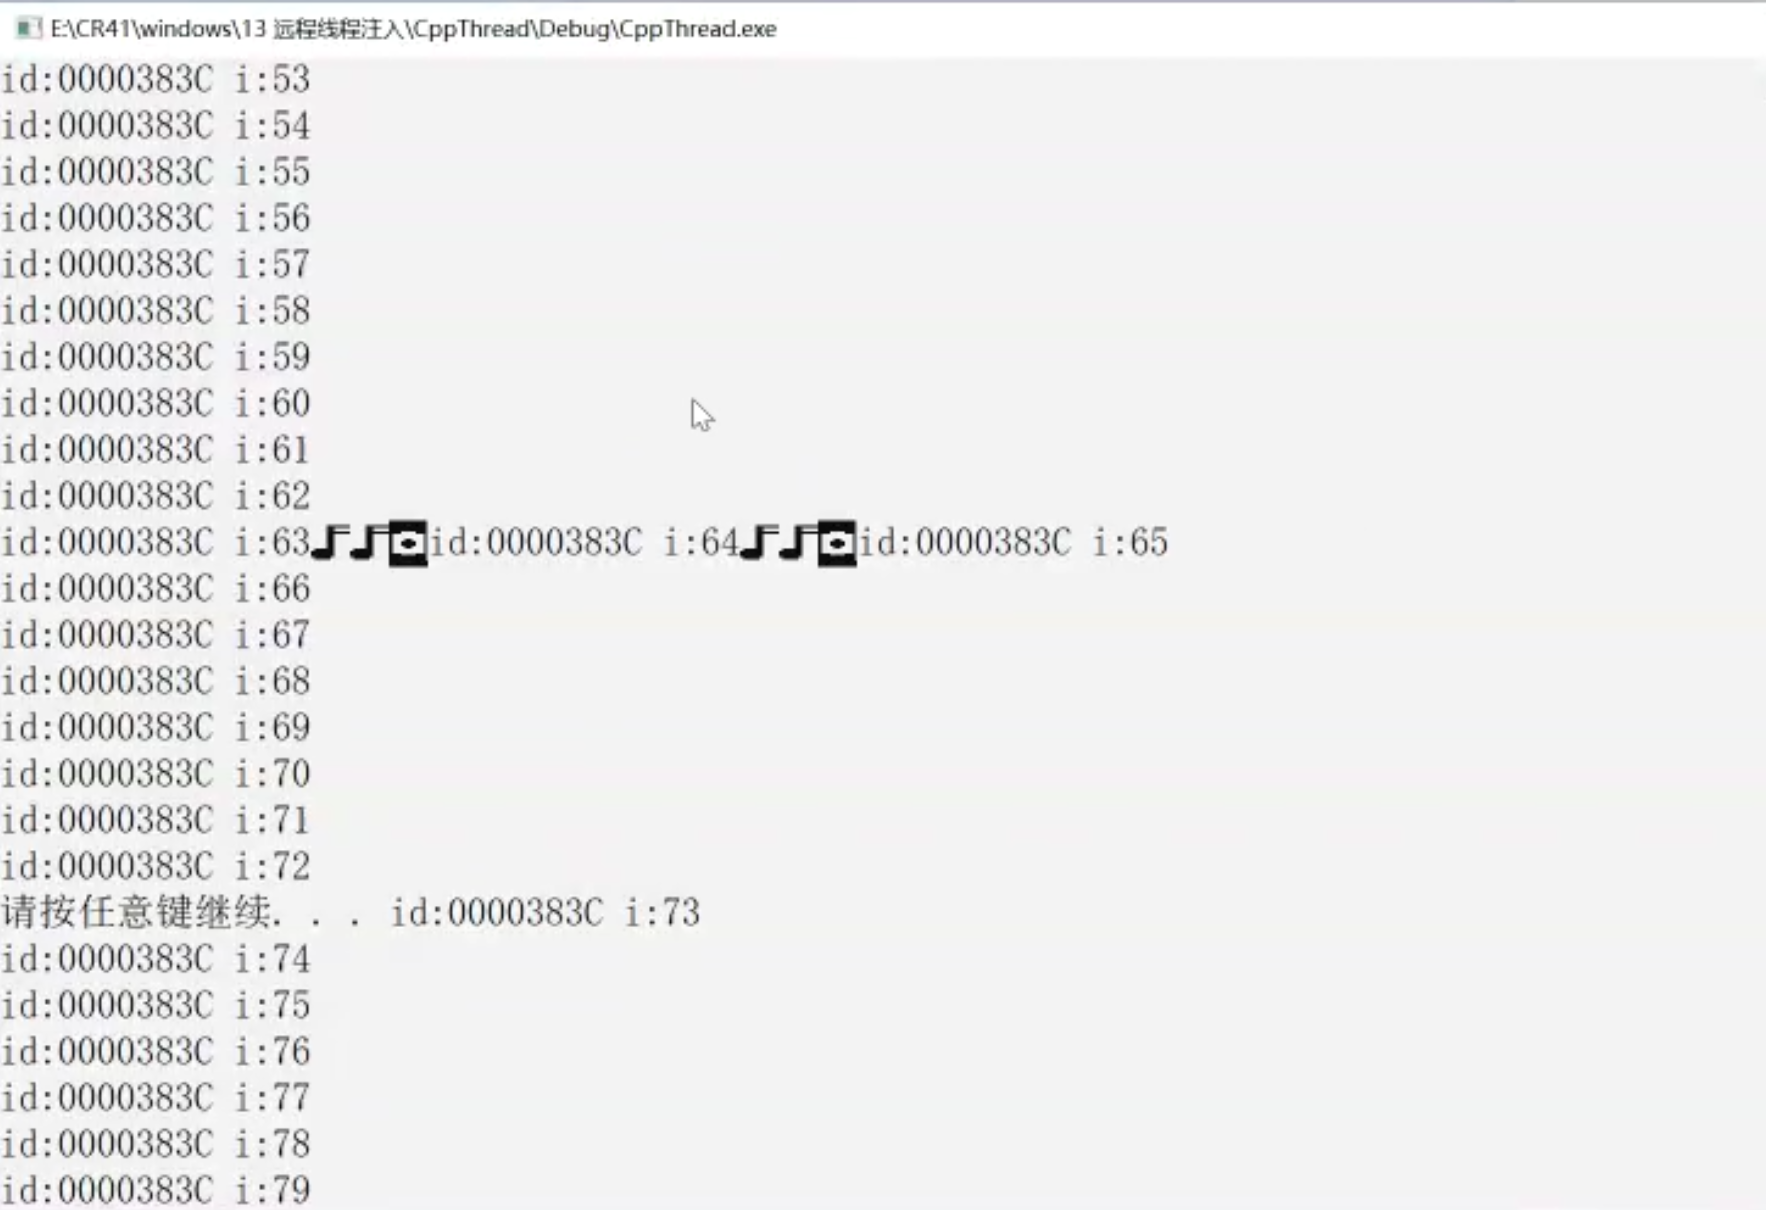 E:\CR41\windows\13 远程线程注入\CppThread\Debug\CppThread.exe
id:0000383C i:53
id:0000383C i:54
id:0000383C i:55
id:0000383C i:56
id:0000383C i:57
id:0000383C i:58
id:0000383C i:59
id:0000383C i:60
id:0000383C i:61
id:0000383C i:62
id:0000383C i:63♪♪◙id:0000383C i:64♪♪◙id:0000383C i:65
id:0000383C i:66
id:0000383C i:67
id:0000383C i:68
id:0000383C i:69
id:0000383C i:70
id:0000383C i:71
id:0000383C i:72
请按任意键继续. . . id:0000383C i:73
id:0000383C i:74
id:0000383C i:75
id:0000383C i:76
id:0000383C i:77
id:0000383C i:78
id:0000383C i:79